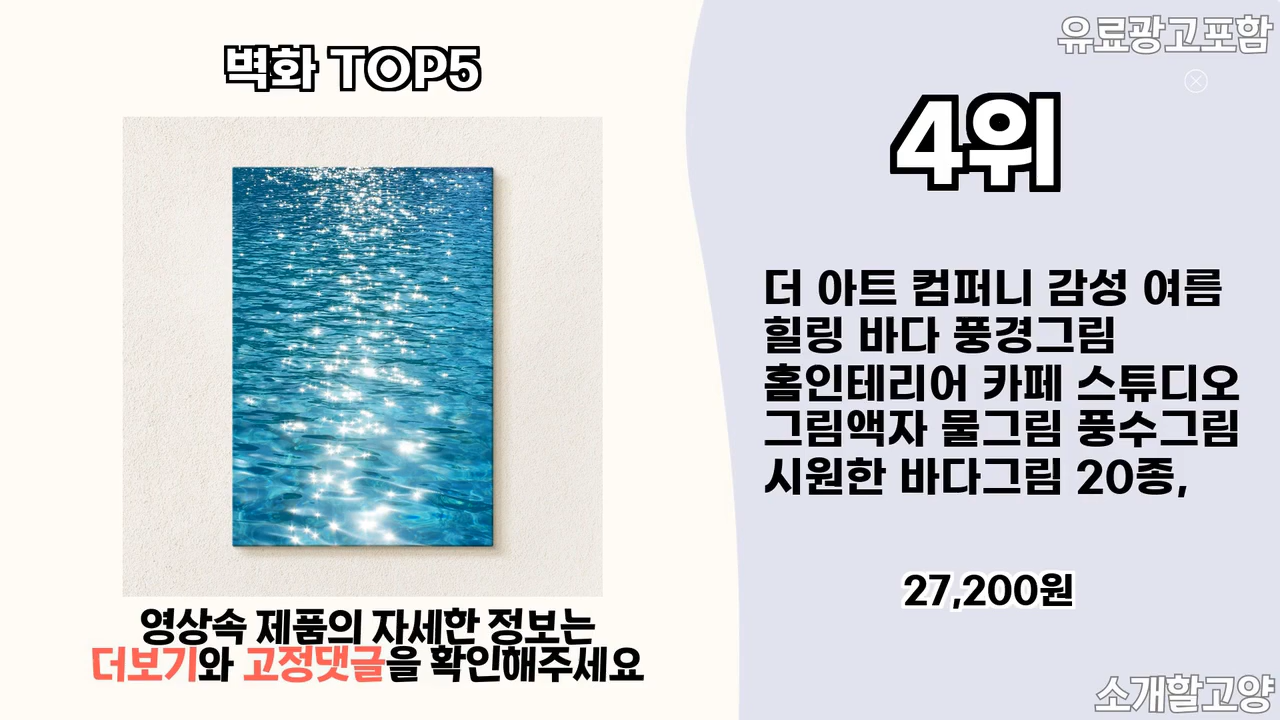 벽화 TOP5
유료광고포함
4위
더 아트 컴퍼니 감성 여름
힐링 바다 풍경그림
홈인테리어 카페 스튜디오
그림액자 물그림 풍수그림
시원한 바다그림 20종,
27,200원
영상속 제품의 자세한 정보는
더보기와 고정댓글을 확인해주세요
소개할고양